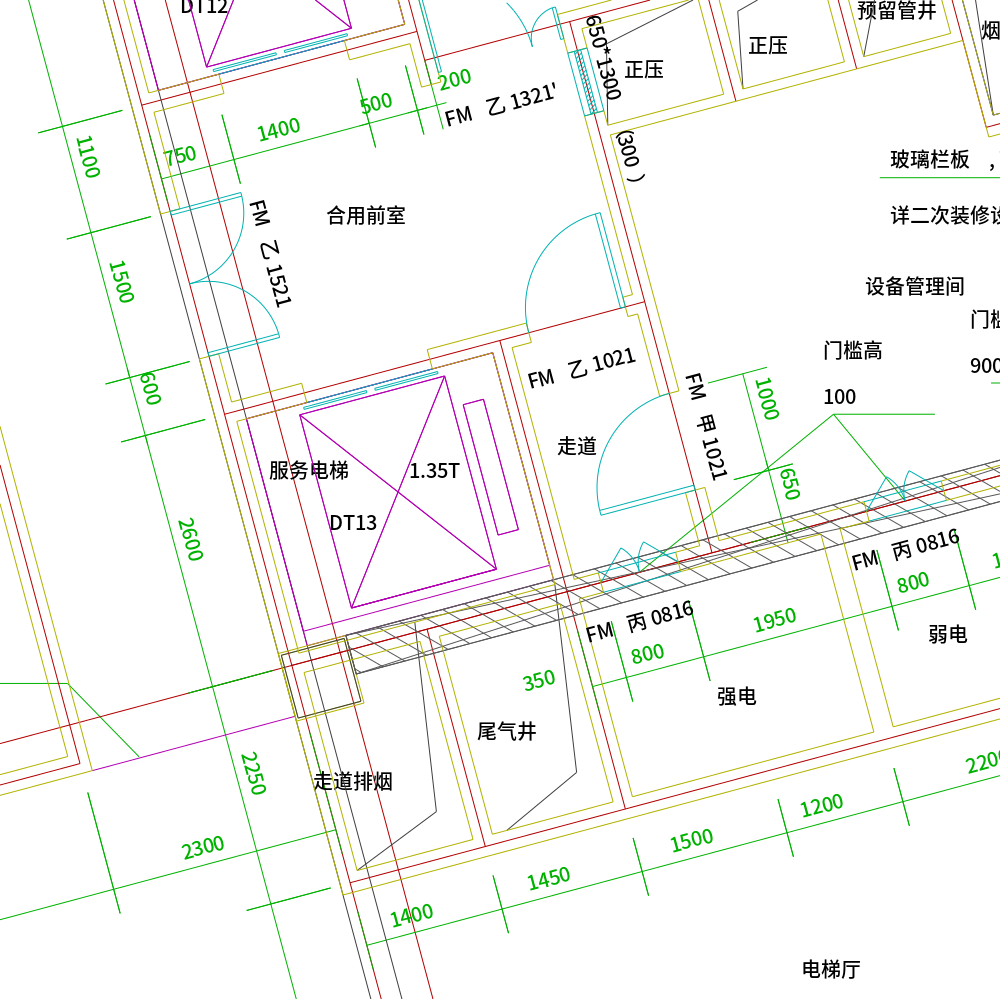 DT12
650*1300
(300 )
正压
正压
预留管井
烟
200
500
1400
750
FM 乙 1321'
1100
合用前室
FM 乙 1521
玻璃栏板 ,
详二次装修设
设备管理间
门槛
900
门槛高
100
1500
600
FM 乙 1021
走道
FM 甲 1021
1000
650
服务电梯
1.35T
DT13
2600
FM 丙 0816
800
弱电
FM 丙 0816
800
1950
350
强电
尾气井
走道排烟
2250
2300
1400
1450
1500
1200
2200
电梯厅